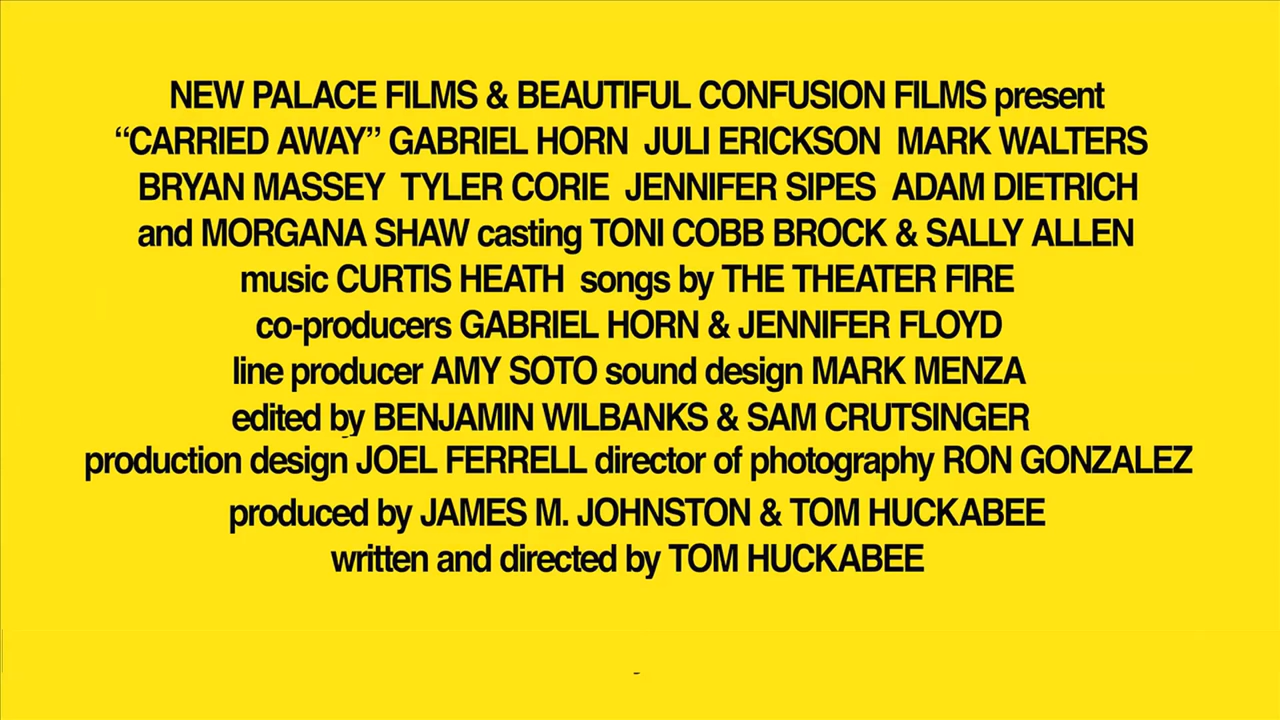 NEW PALACE FILMS & BEAUTIFUL CONFUSION FILMS present
“CARRIED AWAY” GABRIEL HORN JULI ERICKSON MARK WALTERS
BRYAN MASSEY TYLER CORIE JENNIFER SIPES ADAM DIETRICH
and MORGANA SHAW casting TONI COBB BROCK & SALLY ALLEN
music CURTIS HEATH songs by THE THEATER FIRE
co-producers GABRIEL HORN & JENNIFER FLOYD
line producer AMY SOTO sound design MARK MENZA
edited by BENJAMIN WILBANKS & SAM CRUTSINGER
production design JOEL FERRELL director of photography RON GONZALEZ
produced by JAMES M. JOHNSTON & TOM HUCKABEE
written and directed by TOM HUCKABEE